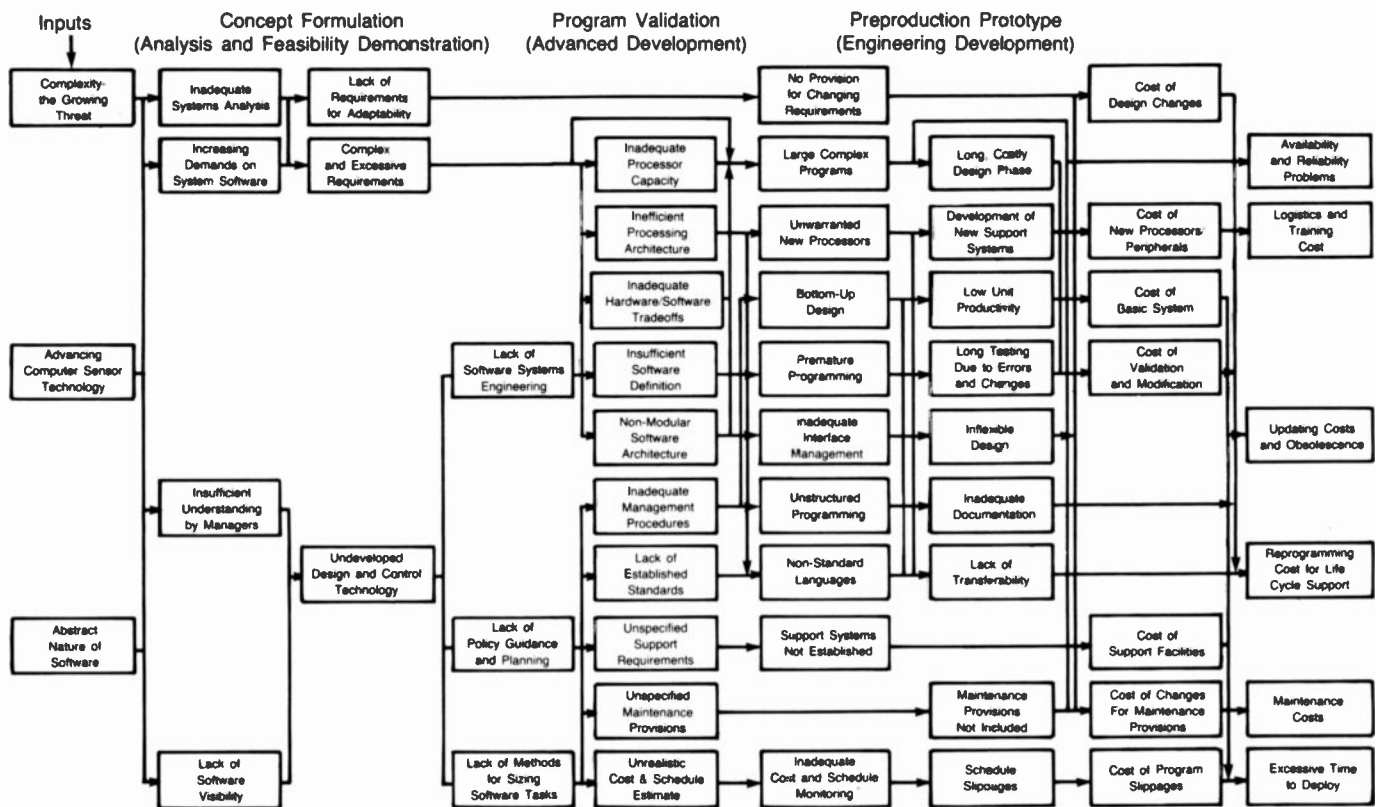 Inputs
Concept Formulation
(Analysis and Feasibility Demonstration)
Program Validation
(Advanced Development)
Preproduction Prototype
(Engineering Development)
Complexity-
the Growing
Threat
Inadequate
Systems Analysis
Lack of
Requirements
for Adaptability
No Provision
for Changing
Requirements
Cost of
Design Changes
Increasing
Demands on
System Software
Complex
and Excessive
Requirements
Inadequate
Processor
Capacity
Large Complex
Programs
Long, Costly
Design Phase
Availability
and Reliability
Problems
Inefficient
Processing
Architecture
Unwarranted
New Processors
Development of
New Support
Systems
Cost of
New Processors/
Peripherals
Logistics and
Training
Cost
Inadequate
Hardware/Software
Tradeoffs
Bottom-Up
Design
Low Unit
Productivity
Cost of
Basic System
Advancing
Computer Sensor
Technology
Lack of
Software Systems
Engineering
Insufficient
Software
Definition
Premature
Programming
Long Testing
Due to Errors
and Changes
Cost of
Validation
and Modification
Non-Modular
Software
Architecture
Inadequate
Interface
Management
Inflexible
Design
Updating Costs
and Obsolescence
Insufficient
Understanding
by Managers
Inadequate
Management
Procedures
Unstructured
Programming
Inadequate
Documentation
Undeveloped
Design and Control
Technology
Lack of
Established
Standards
Non-Standard
Languages
Lack of
Transferability
Reprogramming
Cost for Life
Cycle Support
Abstract
Nature of
Software
Lack of
Policy Guidance
and Planning
Unspecified
Support
Requirements
Support Systems
Not Established
Cost of
Support Facilities
Unspecified
Maintenance
Provisions
Maintenance
Provisions
Not Included
Cost of Changes
For Maintenance
Provisions
Maintenance
Costs
Lack of
Software
Visibility
Lack of Methods
for Sizing
Software Tasks
Unrealistic
Cost & Schedule
Estimate
Inadequate
Cost and Schedule
Monitoring
Schedule
Slippages
Cost of Program
Slippages
Excessive Time
to Deploy